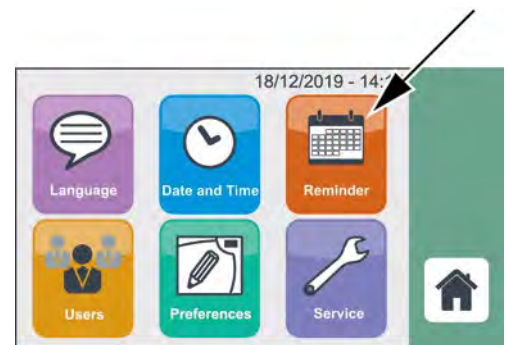 18/12/2019 - 14:
Language
Date and Time
Reminder
Users
Preferences
Service